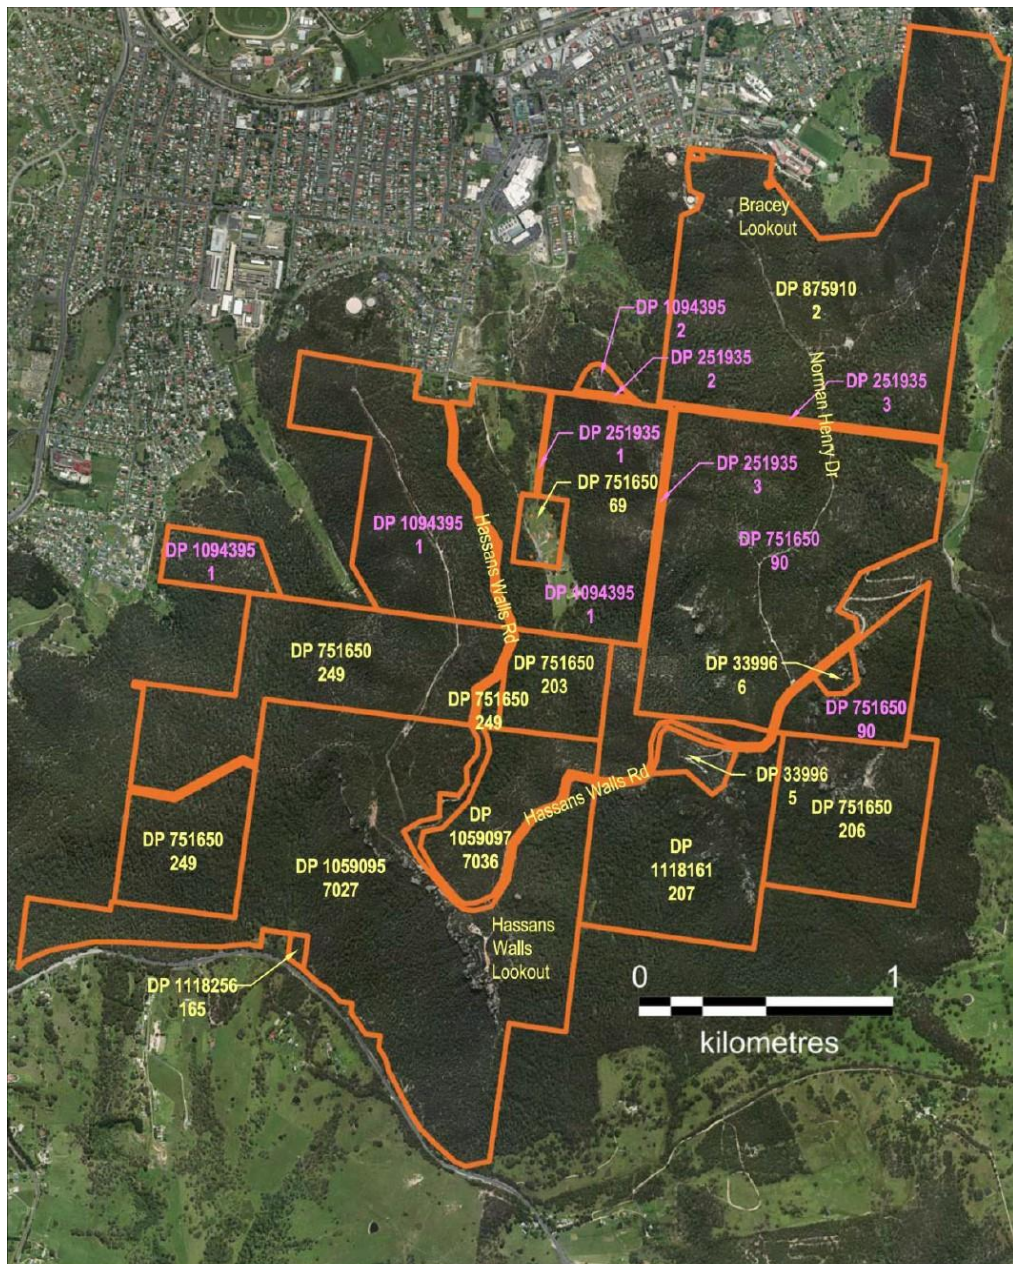 Bracey
Lookout
DP 875910
2
DP 1094395
2
DP 251935
2
Norman Henry Dr
DP 251935
3
DP 251935
1
DP 251935
3
DP 751650
69
DP 1094395
1
Hassans Walls Rd
DP 751650
90
DP 1094395
1
DP 1094395
1
DP 751650
249
DP 751650
203
DP 33996
6
DP 751650
249
DP 751650
90
Hassans Walls Rd
DP 33996
5
DP 751650
206
DP
1059097
7036
DP 751650
249
DP 1059095
7027
DP
1118161
207
Hassans
Walls
Lookout
DP 1118256
165
0 1
kilometres